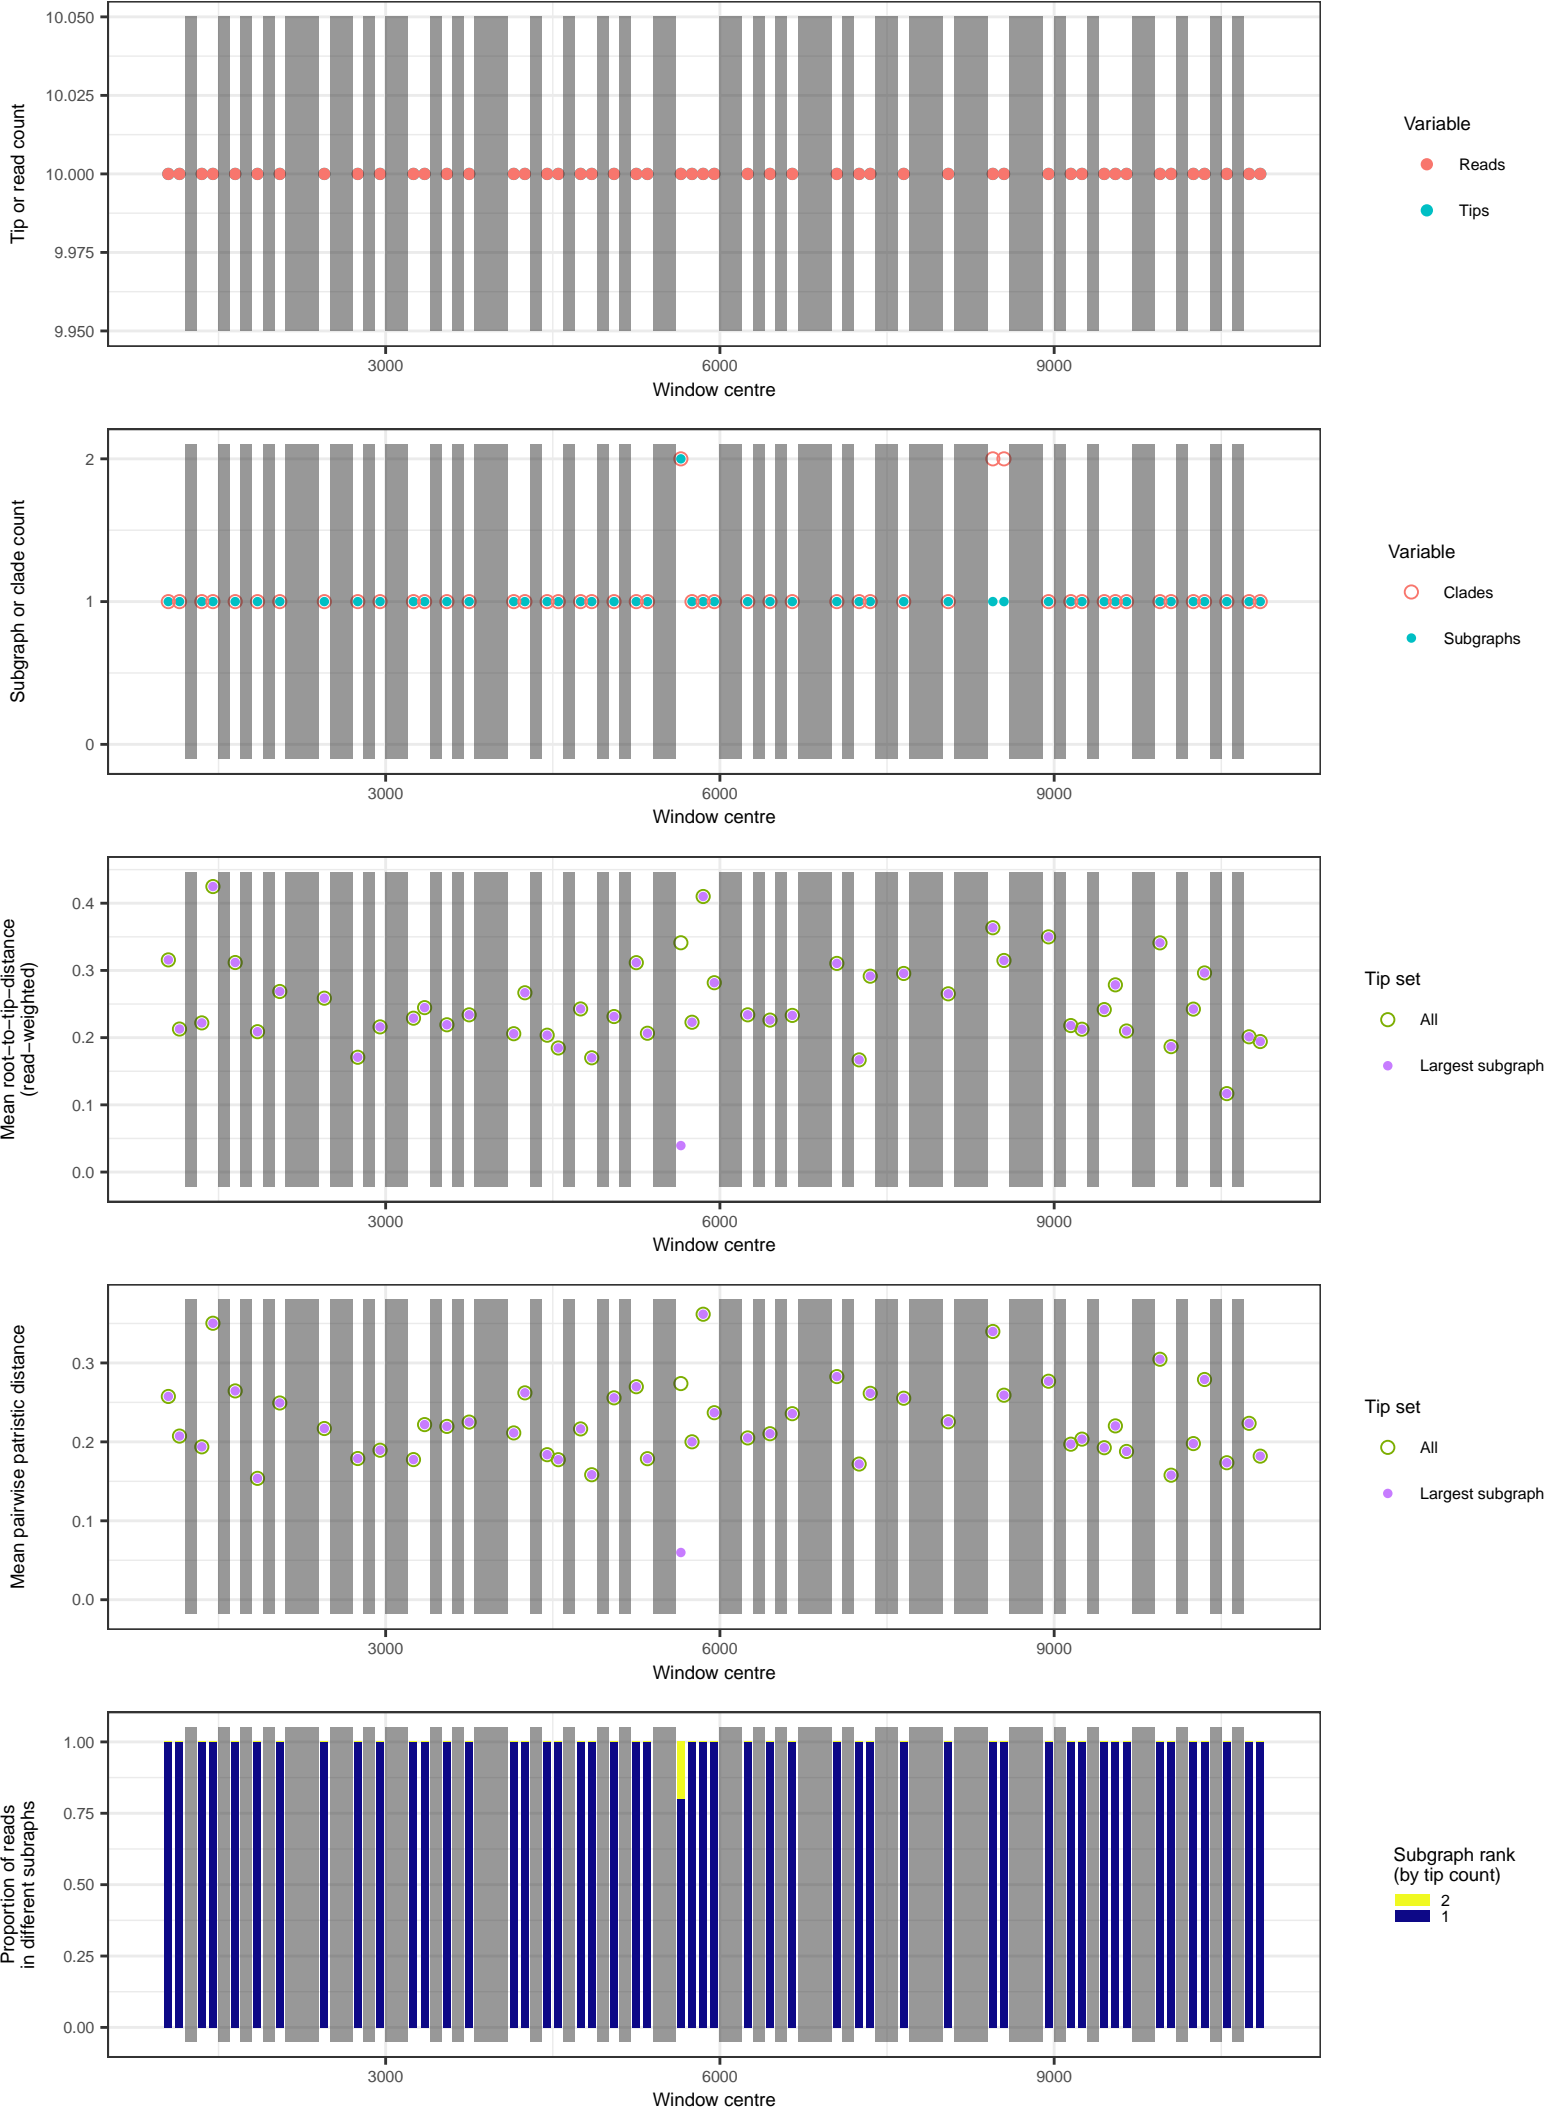 10.050
10.025
10.000
9.975
9.950
Tip or read count
3000
6000
9000
Window centre
Variable
Reads
Tips
2
1
0
Subgraph or clade count
3000
6000
9000
Window centre
Variable
Clades
Subgraphs
0.4
0.3
0.2
0.1
0.0
Mean root−to−tip−distance
(read−weighted)
3000
6000
9000
Window centre
Tip set
All
Largest subgraph
0.3
0.2
0.1
0.0
Mean pairwise patristic distance
3000
6000
9000
Window centre
Tip set
All
Largest subgraph
1.00
0.75
0.50
0.25
0.00
Proportion of reads
in different subraphs
3000
6000
9000
Window centre
Subgraph rank
(by tip count)
2
1